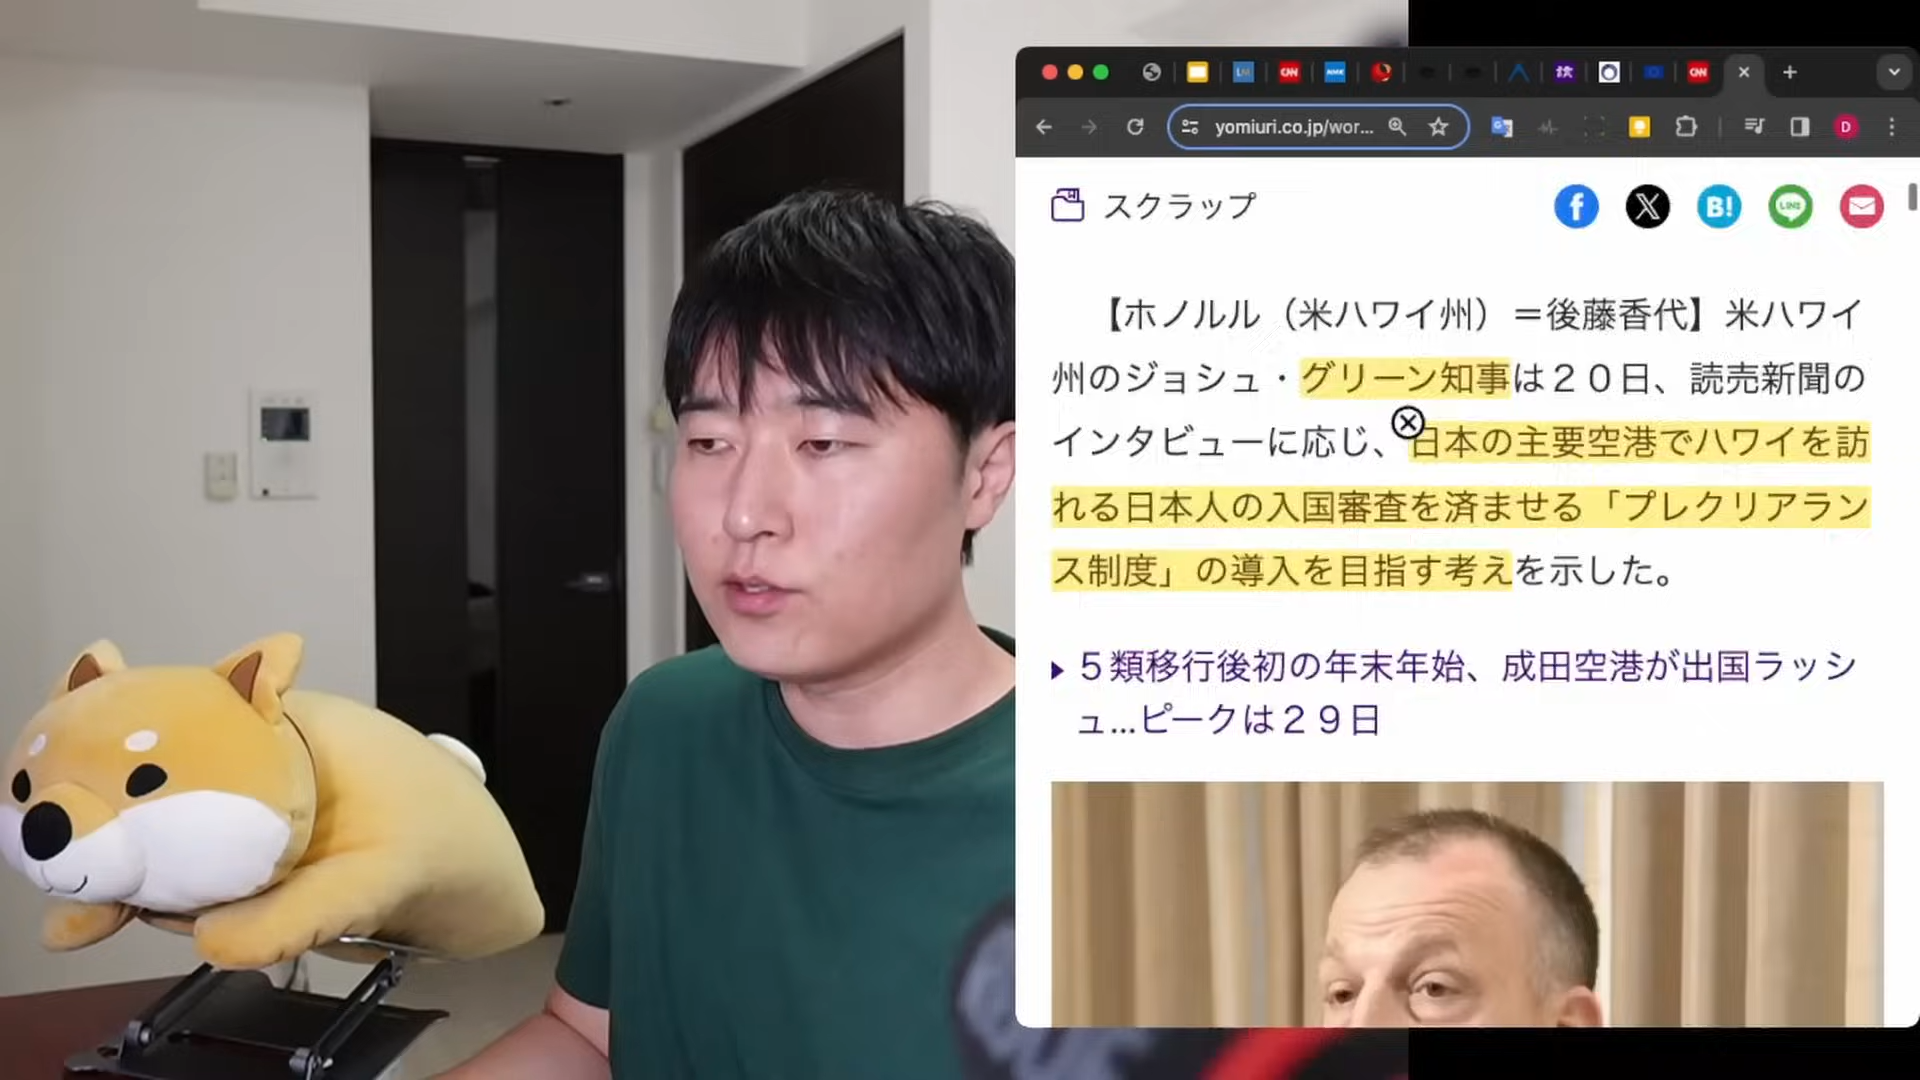 CNN
CNN
読
yomiuri.co.jp/wor...
D
スクラップ
f
X
B!
LINE
【ホノルル（米ハワイ州）＝後藤香代】米ハワイ
州のジョシュ・グリーン知事は２０日、読売新聞の
インタビューに応じ、日本の主要空港でハワイを訪
れる日本人の入国審査を済ませる「プレクリアラン
ス制度」の導入を目指す考えを示した。
５類移行後初の年末年始、成田空港が出国ラッシ
ュ…ピークは２９日